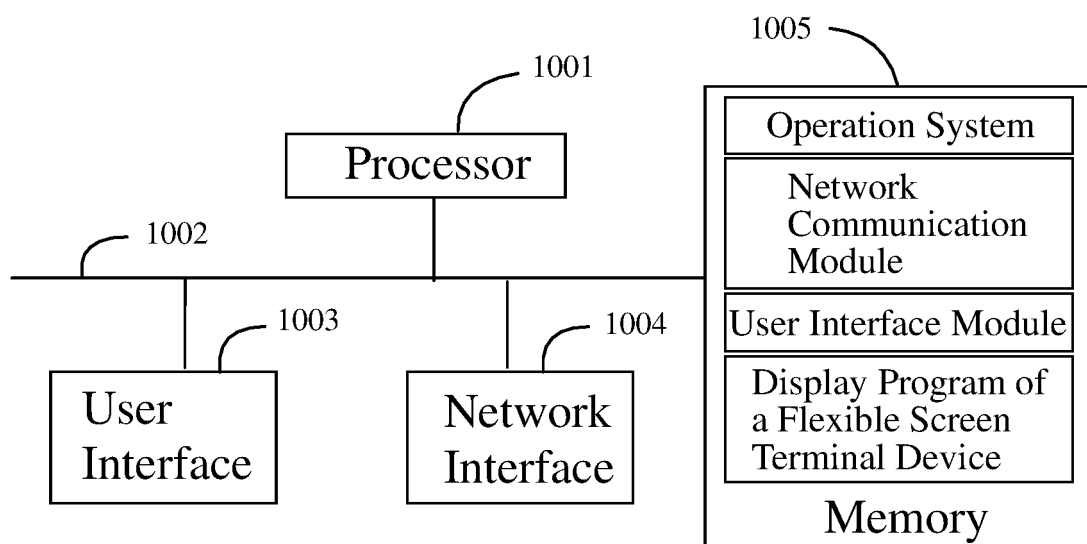 1005
1001
Operation System
Processor
Network
Communication
Module
1002
1003
1004
User Interface Module
User
Interface
Network
Interface
Display Program of
a Flexible Screen
Terminal Device
Memory